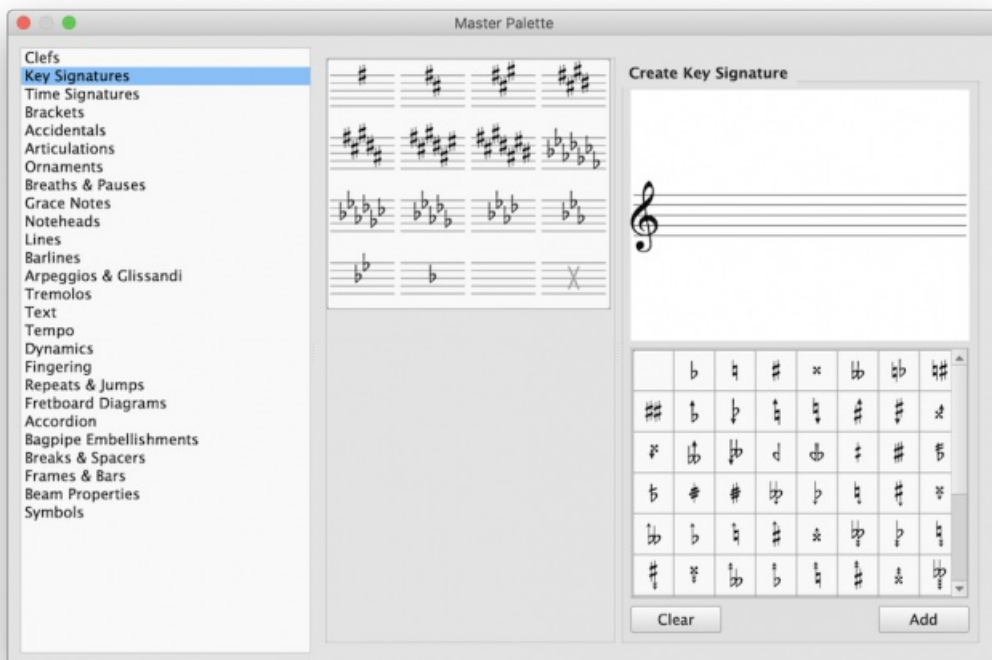 Master Palette
Clefs
Key Signatures
Time Signatures
Brackets
Accidentals
Articulations
Ornaments
Breaths & Pauses
Grace Notes
Noteheads
Lines
Barlines
Arpeggios & Glissandi
Tremolos
Text
Tempo
Dynamics
Fingering
Repeats & Jumps
Fretboard Diagrams
Accordion
Bagpipe Embellishments
Breaks & Spacers
Frames & Bars
Beam Properties
Symbols
Create Key Signature
Clear
Add